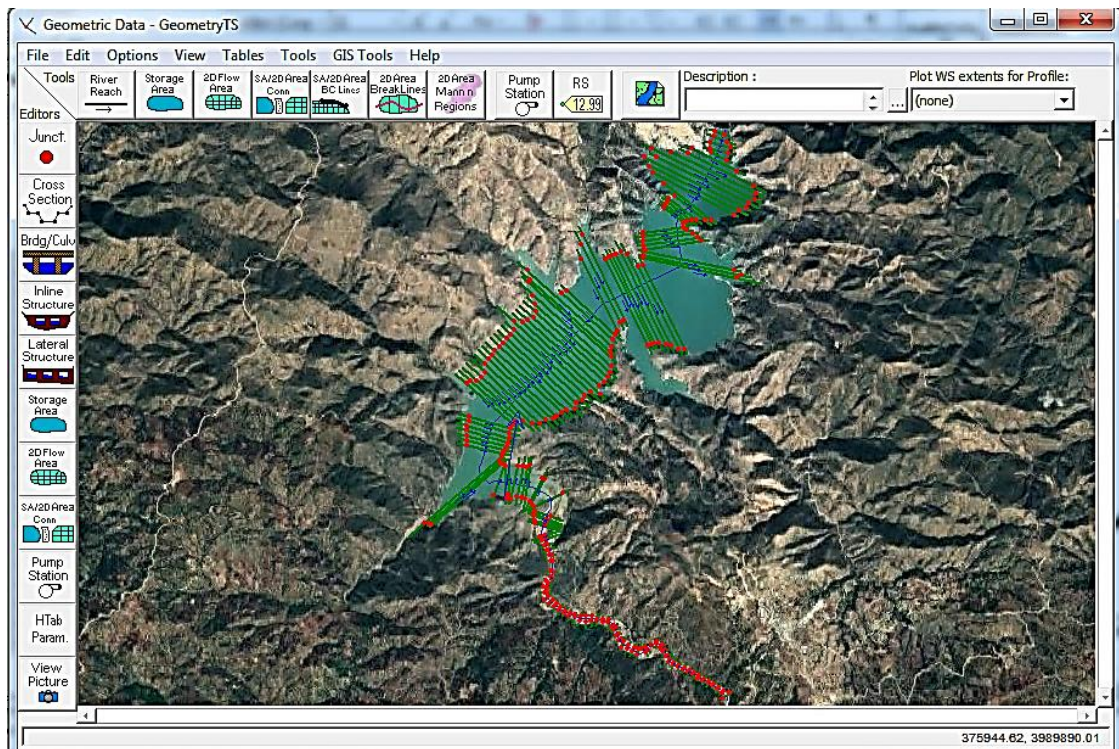 Geometric Data - GeometryTS
File Edit Options View Tables Tools GIS Tools Help
Tools
Editors
River
Reach
Storage
Area
2D Flow
Area
SA/2D Area
Conn
SA/2D Area
BC Lines
2D Area
BreakLines
2D Area
Mann n
Regions
Pump
Station
RS
12.99
Description :
...
Plot WS extents for Profile:
(none)
Junct.
Cross
Section
Brdg/Culv
Inline
Structure
Lateral
Structure
Storage
Area
2D Flow
Area
SA/2D Area
Conn
Pump
Station
HTab
Param.
View
Picture
375944.62, 3989890.01